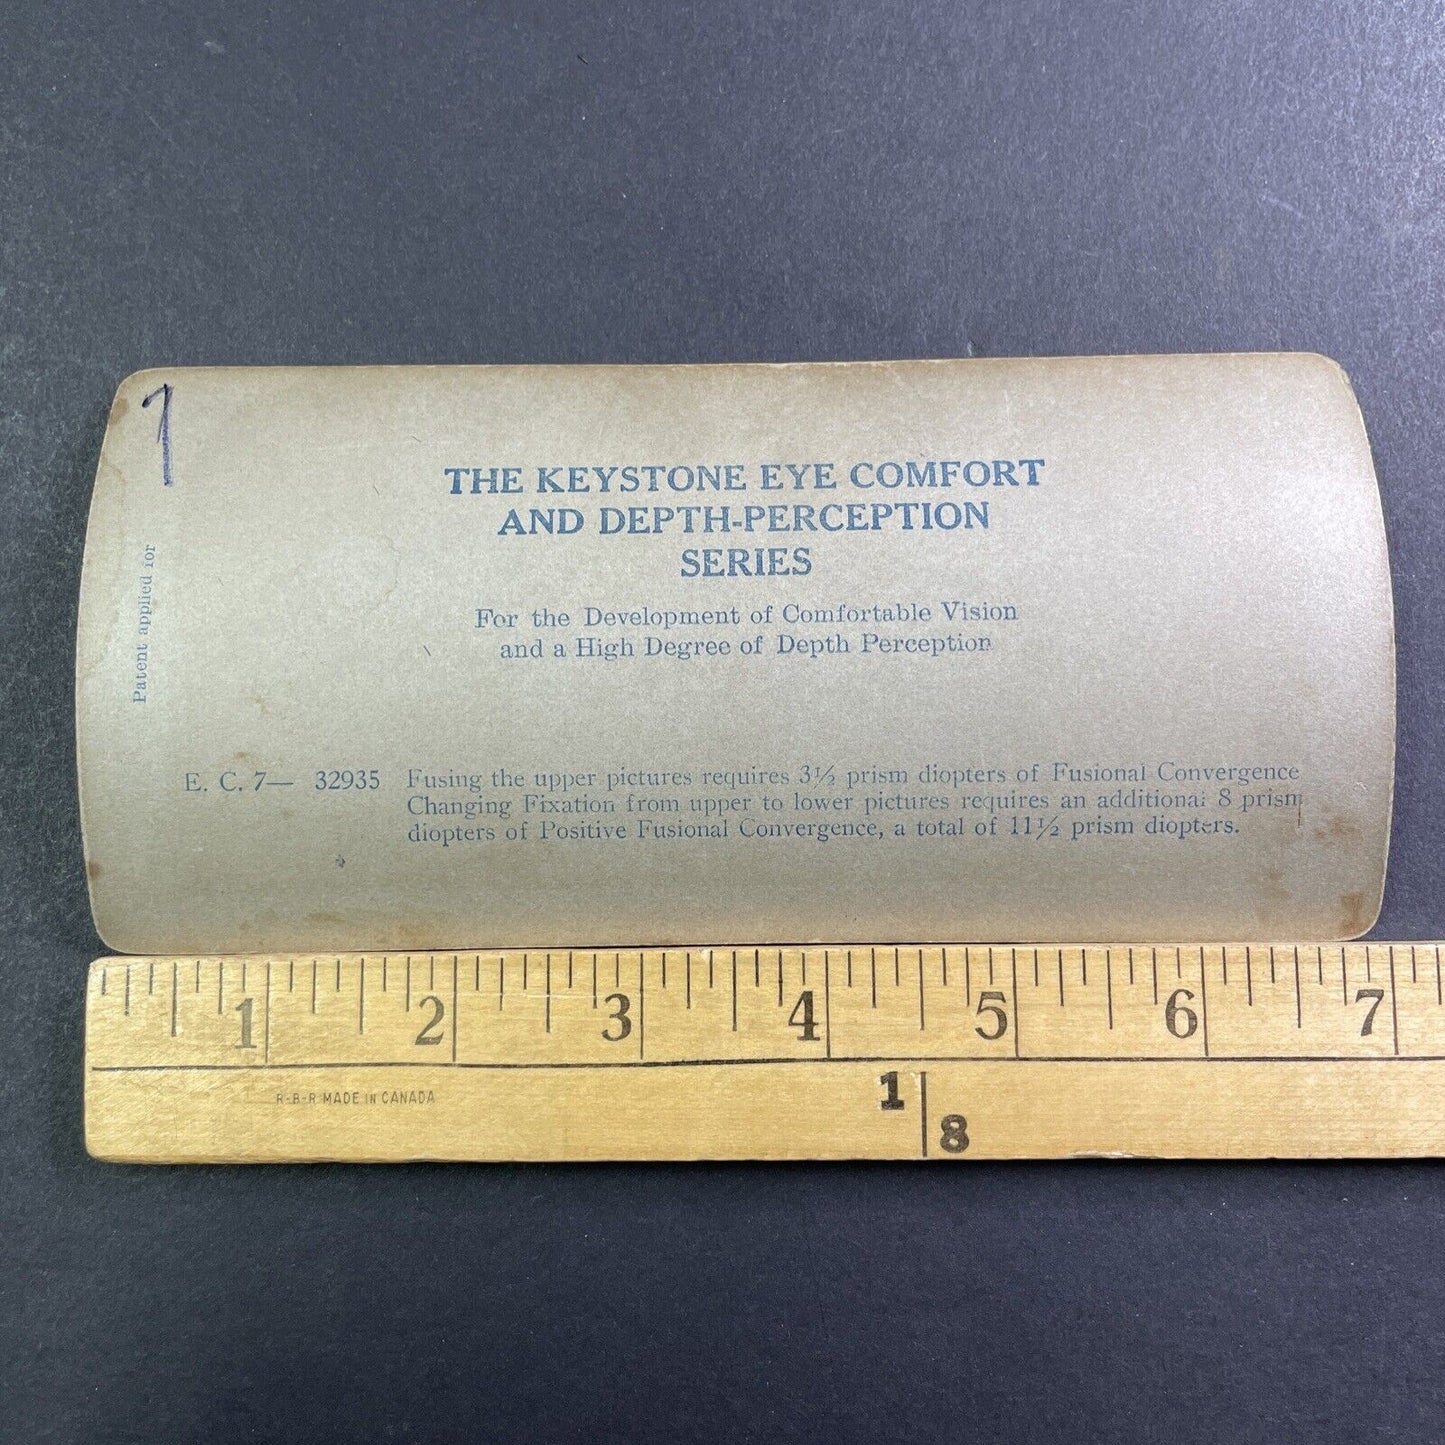 1
THE KEYSTONE EYE COMFORT
AND DEPTH-PERCEPTION
SERIES
Patent applied for
For the Development of Comfortable Vision
and a High Degree of Depth Perception
E. C. 7— 32935 Fusing the upper pictures requires 3½ prism diopters of Fusional Convergence
Changing Fixation from upper to lower pictures requires an additional 8 prism
diopters of Positive Fusional Convergence, a total of 11½ prism diopters.
1 2 3 4 5 6 7
R-B-R MADE IN CANADA
1
8